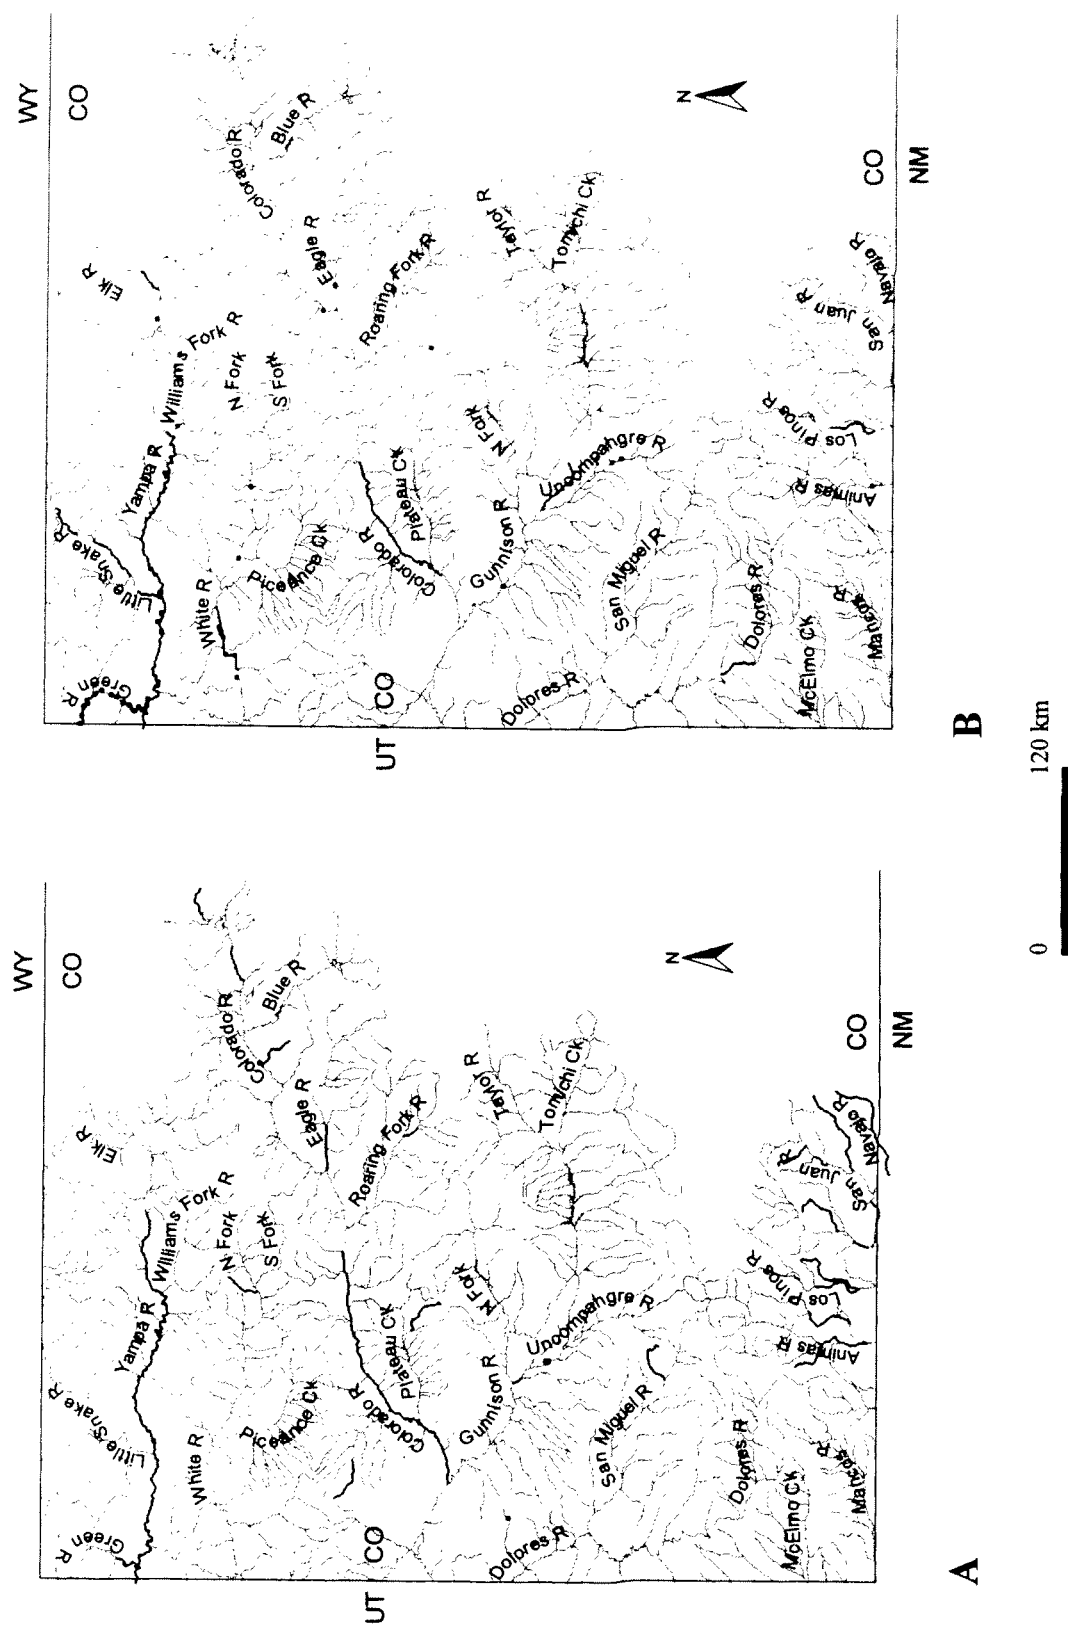 WY
CO
Green R
Little Snake R
Yampa R
Elk R
Williams Fork R
White R
N Fork
S Fork
Piceance Ck
Colorado R
Blue R
Eagle R
Roaring Fork R
Colorado R
Plateau Ck
N Fork
Taylor R
Tomichi Ck
Gunnison R
Uncompahgre R
UT
CO
Dolores R
San Miguel R
Dolores R
McElmo Ck
Mancos R
Animas R
Los Pinos R
San Juan R
Navajo R
N
CO
NM
A
WY
CO
Green R
Little Snake R
Yampa R
Elk R
Williams Fork R
White R
N Fork
S Fork
Piceance Ck
Colorado R
Blue R
Eagle R
Roaring Fork R
Colorado R
Plateau Ck
N Fork
Taylor R
Tomichi Ck
Gunnison R
Uncompahgre R
UT
CO
Dolores R
San Miguel R
Dolores R
McElmo Ck
Mancos R
Animas R
Los Pinos R
San Juan R
Navajo R
N
CO
NM
B
0
120 km